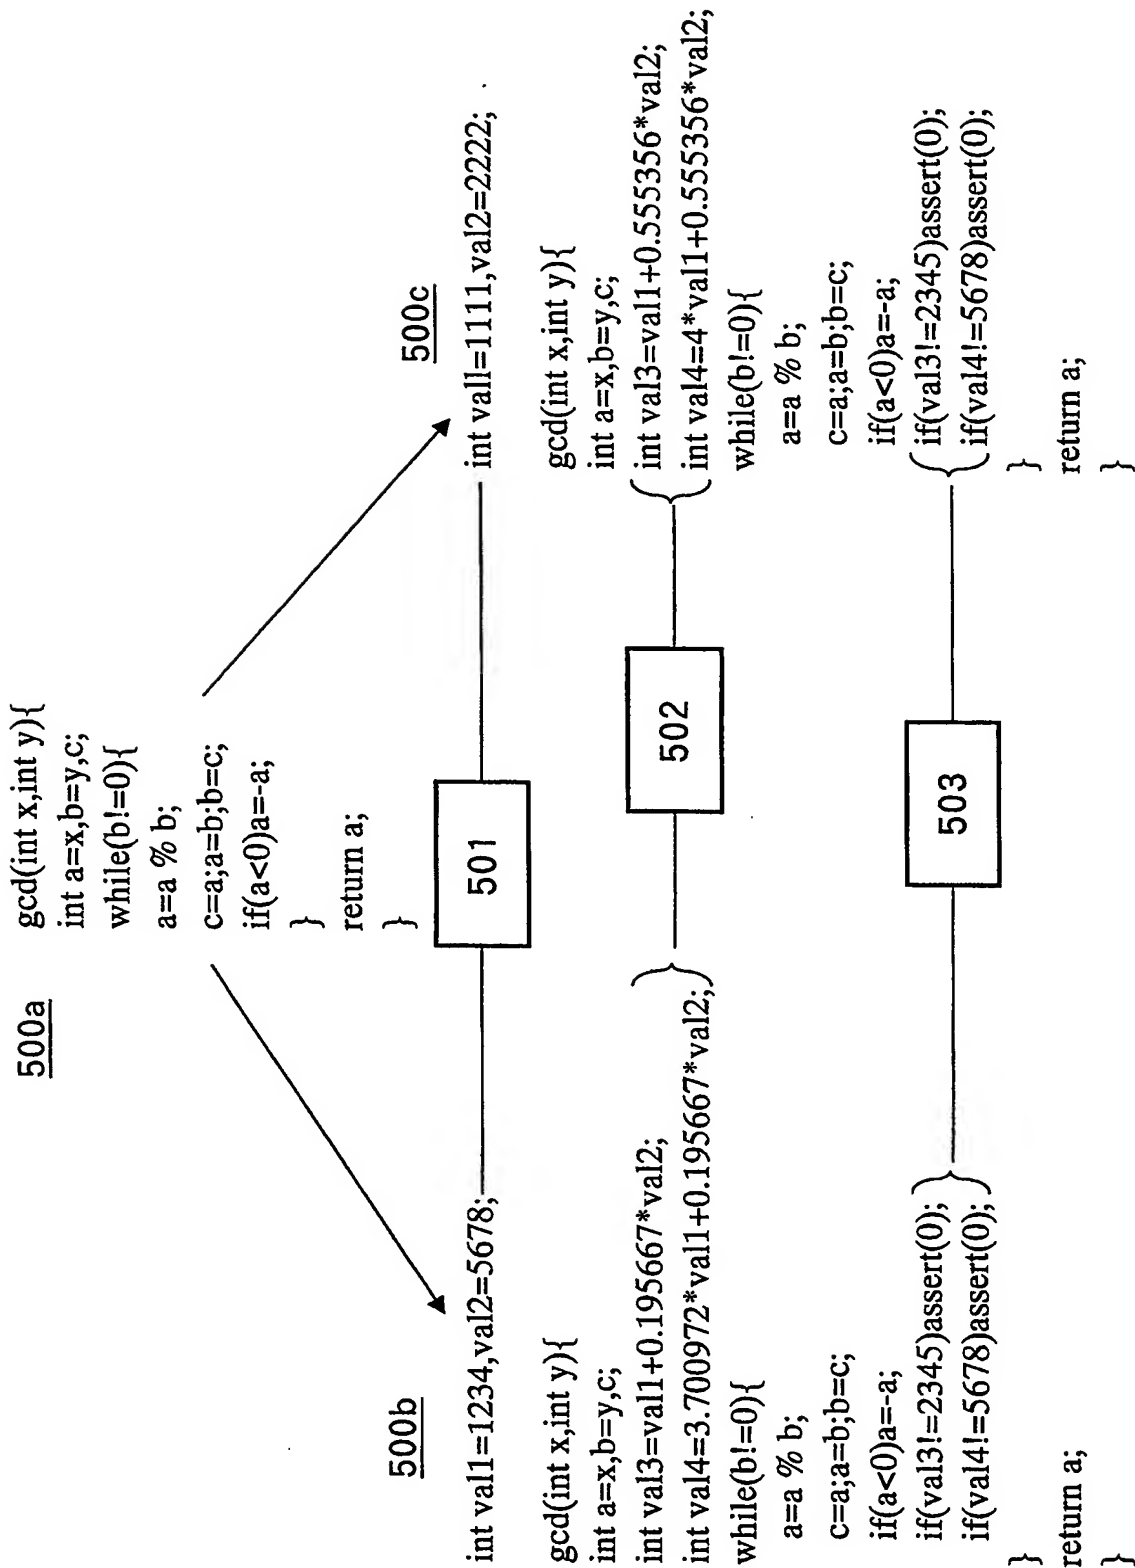 500a
gcd(int x,int y){
int a=x,b=y,c;
while(b!=0){
a=a % b;
c=a;a=b;b=c;
if(a<0)a=-a;
}
return a;
}
500b
int val1=1234,val2=5678;
gcd(int x,int y){
int a=x,b=y,c;
int val3=val1+0.195667*val2;
int val4=3.700972*val1+0.195667*val2;
while(b!=0){
a=a % b;
c=a;a=b;b=c;
if(a<0)a=-a;
if(val3!=2345)assert(0);
if(val4!=5678)assert(0);
}
return a;
}
501
502
503
500c
int val1=1111,val2=2222;
gcd(int x,int y){
int a=x,b=y,c;
int val3=val1+0.555356*val2;
int val4=4*val1+0.555356*val2;
while(b!=0){
a=a % b;
c=a;a=b;b=c;
if(a<0)a=-a;
if(val3!=2345)assert(0);
if(val4!=5678)assert(0);
}
return a;
}